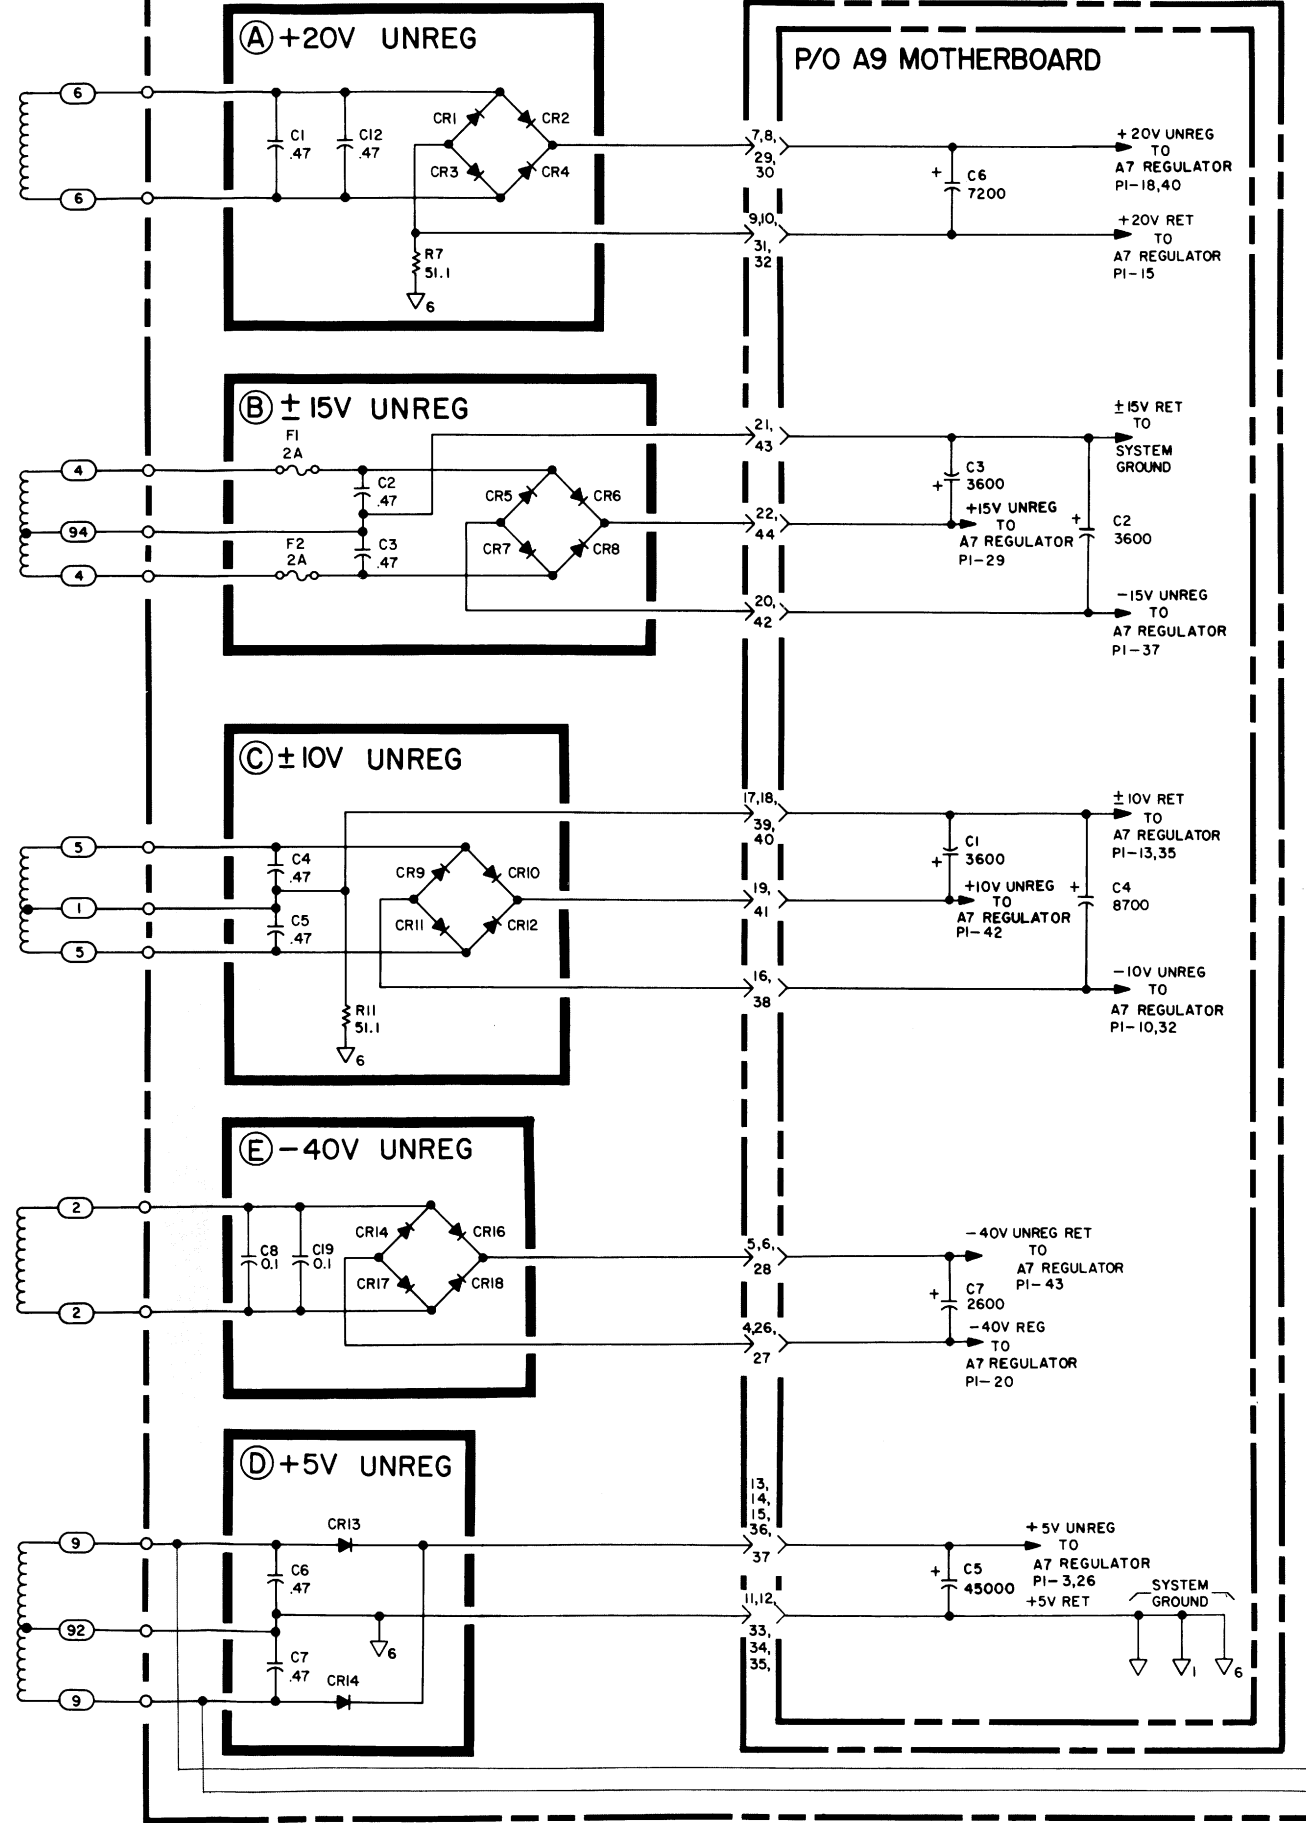 A +20V UNREG
6
6
C1
.47
C12
.47
CR1
CR2
CR3
CR4
R7
51.1
6
P/O A9 MOTHERBOARD
7,8,
29,
30
9,10,
31,
32
+
C6
7200
+20V UNREG
TO
A7 REGULATOR
P1-18,40
+20V RET
TO
A7 REGULATOR
P1-15
B ±15V UNREG
4
94
4
F1
2A
F2
2A
C2
.47
C3
.47
CR5
CR6
CR7
CR8
21,
43
22,
44
20,
42
C3
+ 3600
+15V UNREG
TO
A7 REGULATOR
P1-29
+
C2
3600
±15V RET
TO
SYSTEM
GROUND
-15V UNREG
TO
A7 REGULATOR
P1-37
C ±10V UNREG
5
1
5
C4
.47
C5
.47
CR9
CR10
CR11
CR12
R11
51.1
6
17,18,
39,
40
19,
41
16,
38
C1
+ 3600
+10V UNREG
TO
A7 REGULATOR
P1-42
+
C4
8700
±10V RET
TO
A7 REGULATOR
P1-13,35
-10V UNREG
TO
A7 REGULATOR
P1-10,32
E -40V UNREG
2
2
C8
0.1
C19
0.1
CR14
CR16
CR17
CR18
5,6,
28
4,26,
27
+
C7
2600
-40V UNREG RET
TO
A7 REGULATOR
P1-43
-40V REG
TO
A7 REGULATOR
P1-20
D +5V UNREG
9
92
9
CR13
C6
.47
C7
.47
CR14
6
13,
14,
15,
36,
37
11,12,
33,
34,
35,
+
C5
45000
+5V UNREG
TO
A7 REGULATOR
P1-3,26
+5V RET
SYSTEM
GROUND
1
6